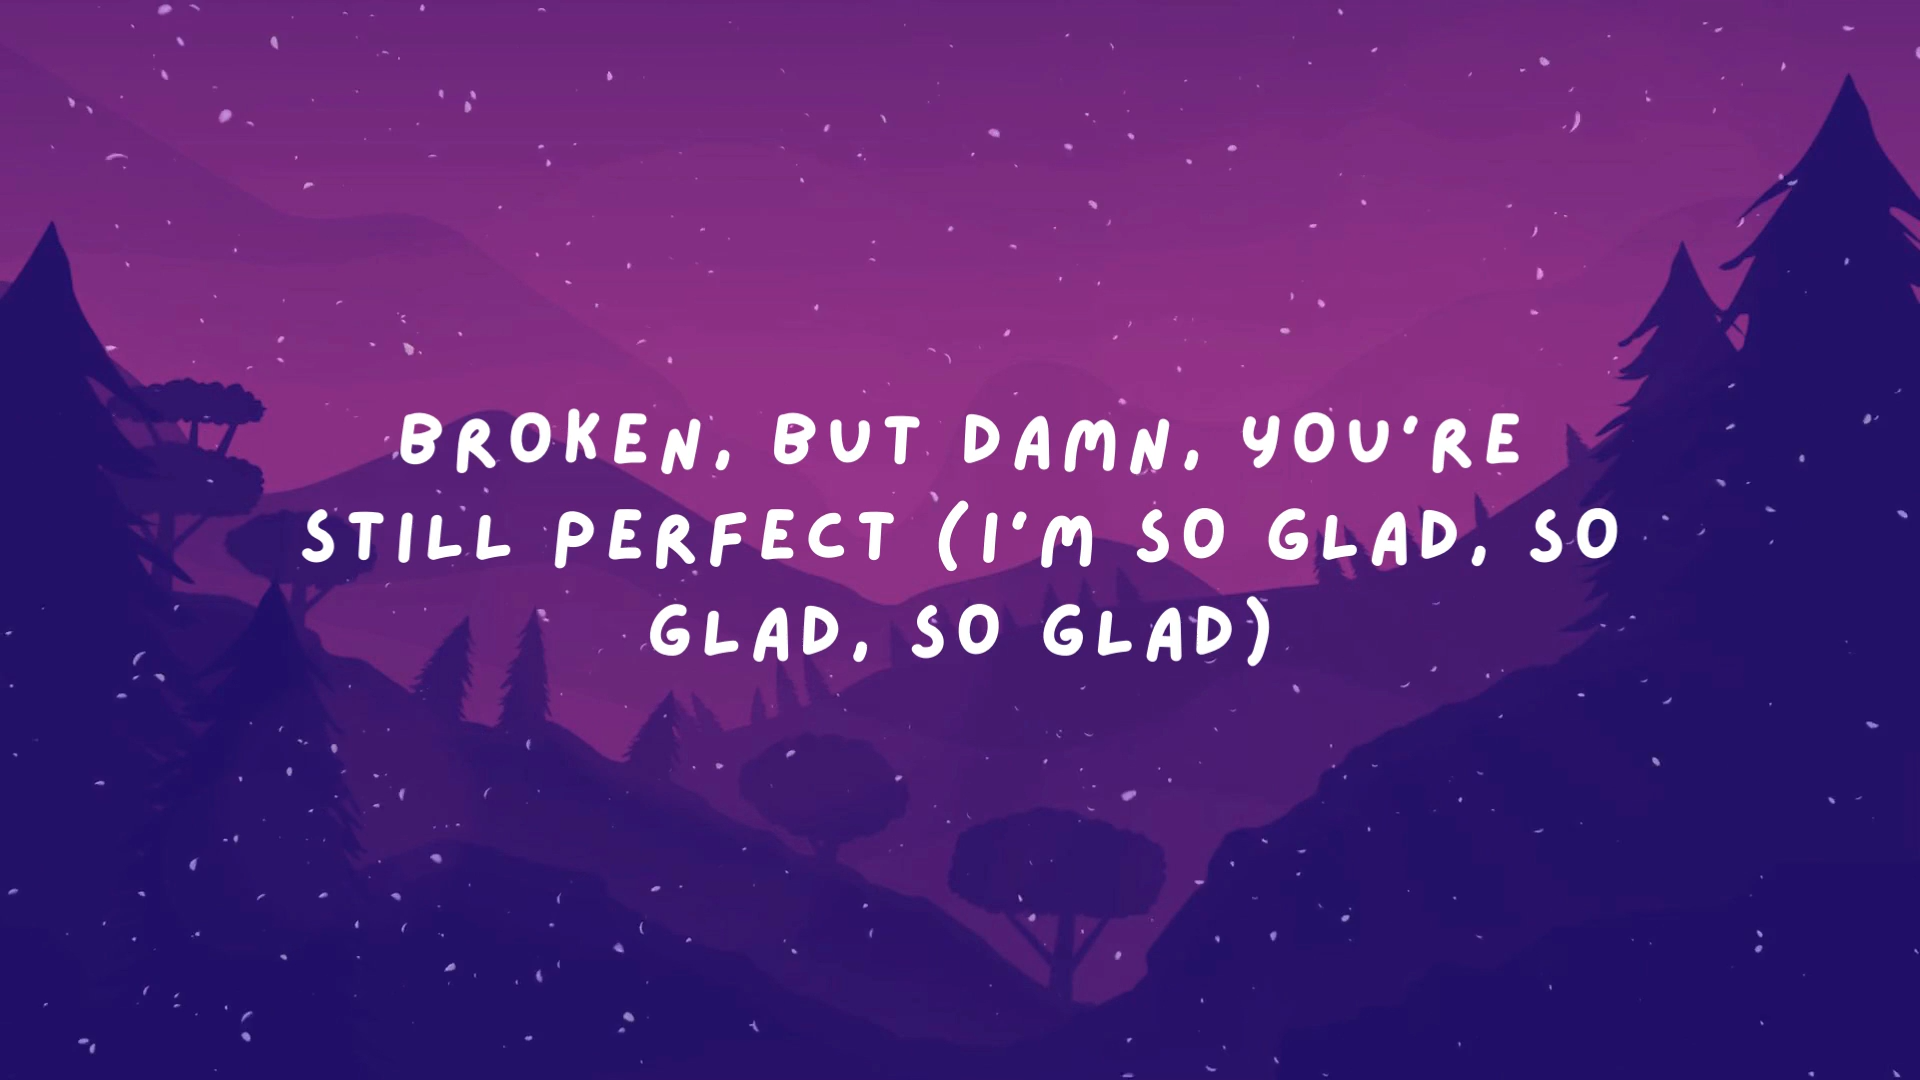 BROKEN, BUT DAMN, YOU'RE
STILL PERFECT (I'M SO GLAD, SO
GLAD, SO GLAD)